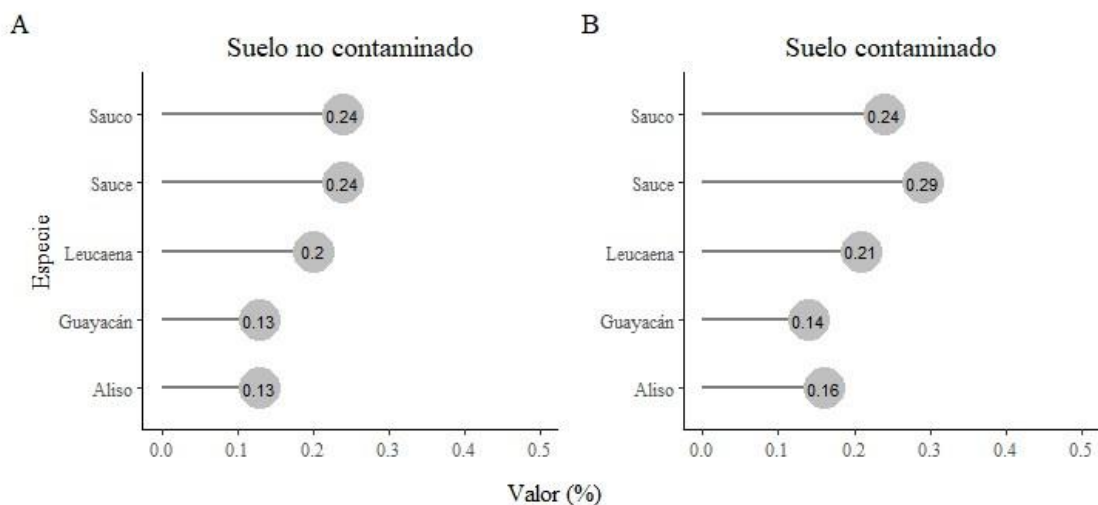 A
Suelo no contaminado
Especie
Sauco
0.24
Sauce
0.24
Leucaena
0.2
Guayacán
0.13
Aliso
0.13
0.0 0.1 0.2 0.3 0.4 0.5
B
Suelo contaminado
Sauco
0.24
Sauce
0.29
Leucaena
0.21
Guayacán
0.14
Aliso
0.16
0.0 0.1 0.2 0.3 0.4 0.5
Valor (%)